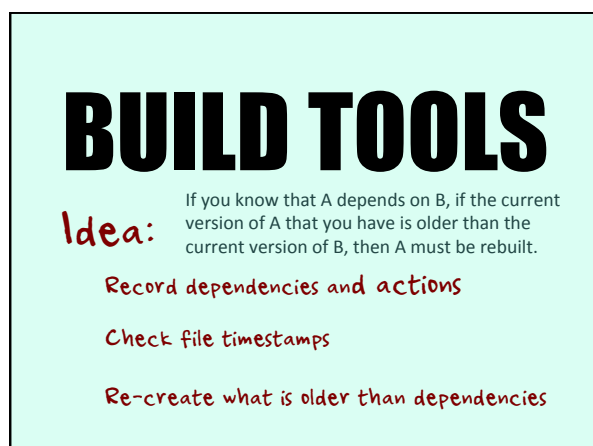 BUILD TOOLS
Idea:
If you know that A depends on B, if the current
version of A that you have is older than the
current version of B, then A must be rebuilt.
Record dependencies and actions
Check file timestamps
Re-create what is older than dependencies